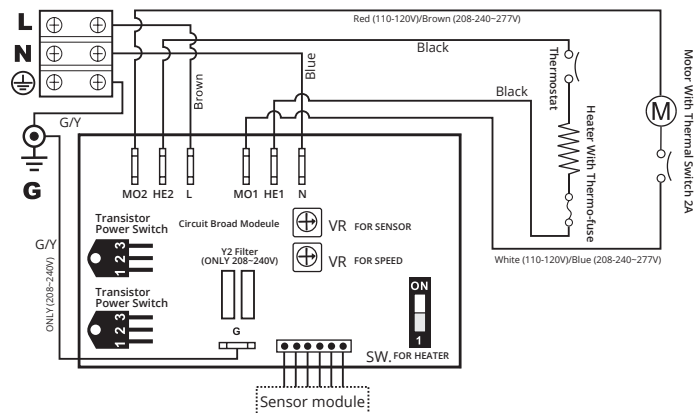 L
Red (110-120V)/Brown (208-240~277V)
N
Black
Blue
Brown
Black
Thermostat
Heater With Thermo-fuse
Motor With Thermal Switch 2A
M
G/Y
G
MO2 HE2 L MO1 HE1 N
Transistor
Power Switch
Circuit Broad Modeule
VR FOR SENSOR
1 2 3
G/Y
ONLY (208~240V)
Y2 Filter
(ONLY 208~240V)
VR FOR SPEED
White (110-120V)/Blue (208-240~277V)
Transistor
Power Switch
1 2 3
G
ON
1
SW. FOR HEATER
Sensor module